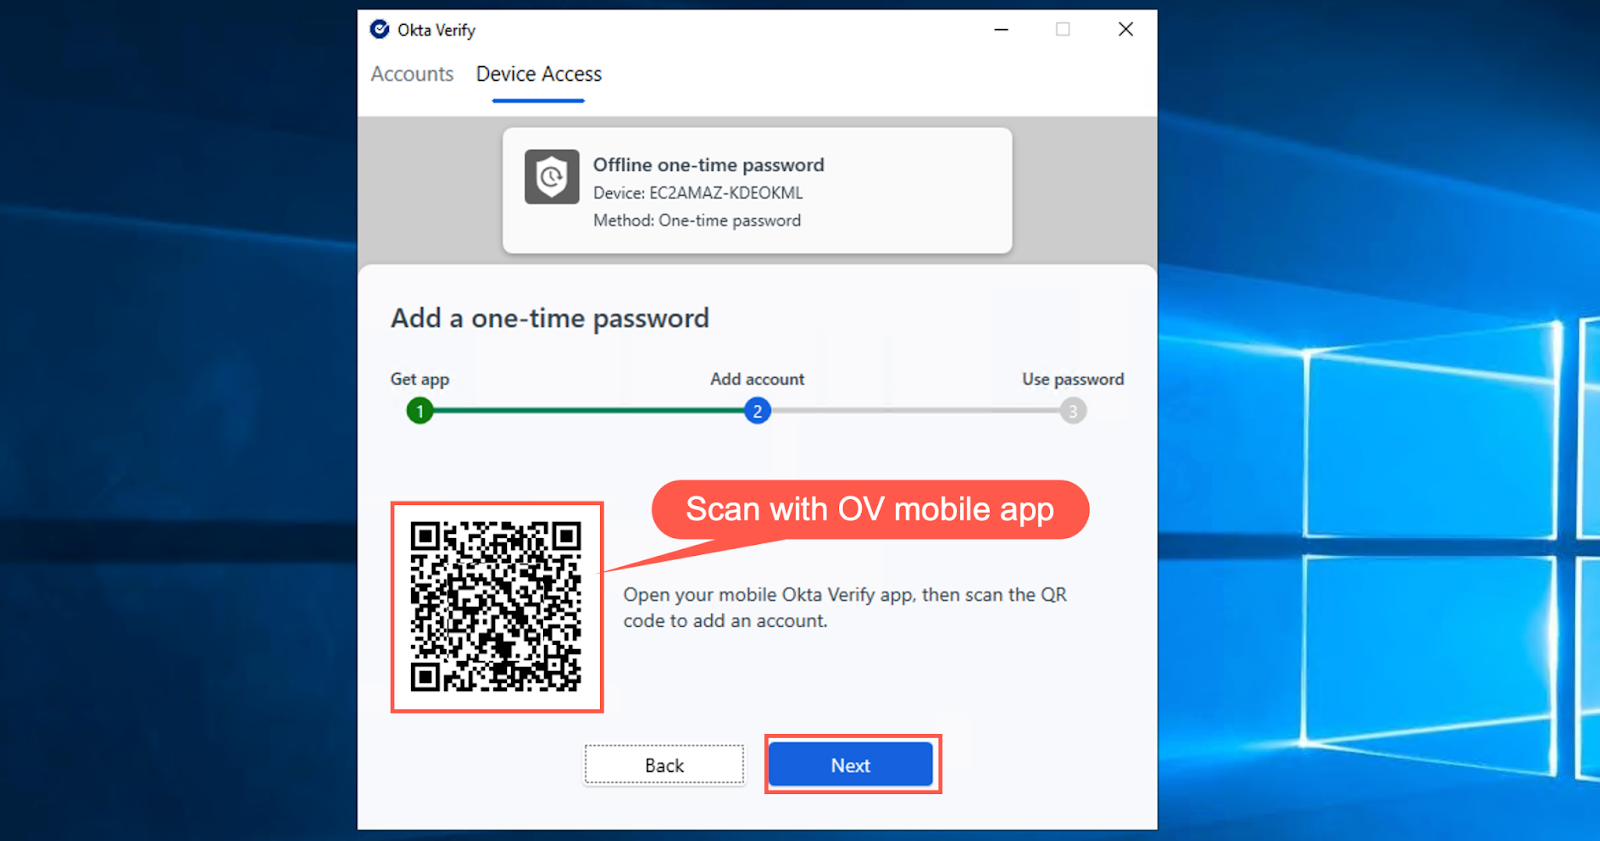 Okta Verify
Accounts Device Access
Offline one-time password
Device: EC2AMAZ-KDEOKML
Method: One-time password
Add a one-time password
Get app Add account Use password
1 2 3
Scan with OV mobile app
Open your mobile Okta Verify app, then scan the QR
code to add an account.
Back Next